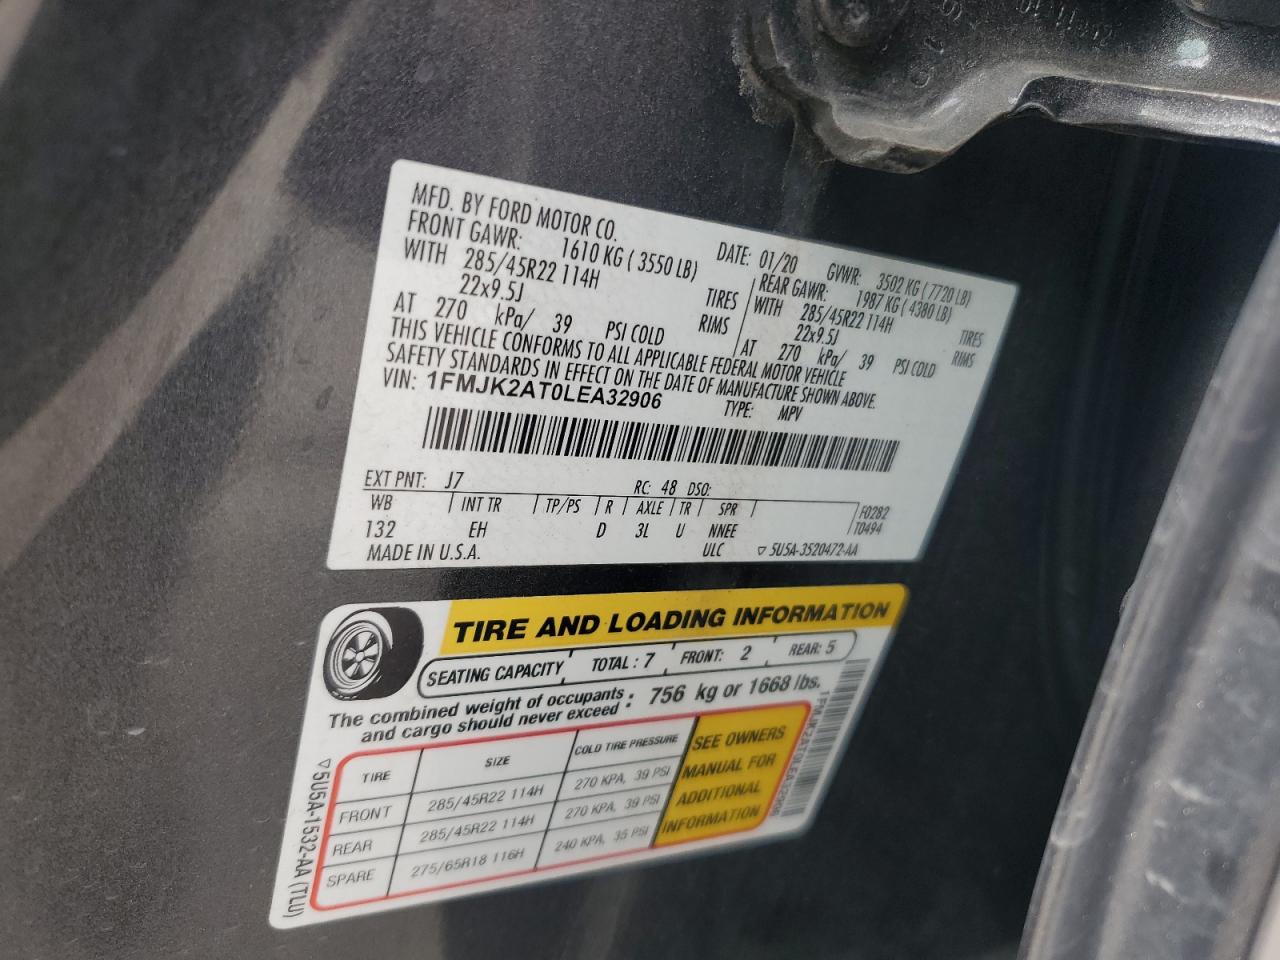 MFD. BY FORD MOTOR CO.
DATE: 01/20 GVWR: 3502 KG ( 7720 LB)
FRONT GAWR: 1610 KG ( 3550 LB) REAR GAWR: 1987 KG ( 4380 LB)
WITH 285/45R22 114H TIRES WITH 285/45R22 114H TIRES
22x9.5J RIMS 22x9.5J RIMS
AT 270 kPa/ 39 PSI COLD AT 270 kPa/ 39 PSI COLD
THIS VEHICLE CONFORMS TO ALL APPLICABLE FEDERAL MOTOR VEHICLE
SAFETY STANDARDS IN EFFECT ON THE DATE OF MANUFACTURE SHOWN ABOVE.
VIN: 1FMJK2AT0LEA32906 TYPE: MPV
EXT PNT: J7 RC: 48 DSO:
WB INT TR TP/PS R AXLE TR SPR F0282
132 EH D 3L U NNEE T0494
MADE IN U.S.A. ULC ▽ 5U5A-3520472-AA
TIRE AND LOADING INFORMATION
SEATING CAPACITY TOTAL : 7 FRONT: 2 REAR: 5
The combined weight of occupants
and cargo should never exceed : 756 kg or 1668 lbs.
TIRE SIZE COLD TIRE PRESSURE
FRONT 285/45R22 114H 270 KPA, 39 PSI
REAR 285/45R22 114H 270 KPA, 39 PSI
SPARE 275/65R18 116H 240 KPA, 35 PSI
SEE OWNERS
MANUAL FOR
ADDITIONAL
INFORMATION
▽5U5A-1532-AA (TLU)
1FMJK2AT0LEA32906